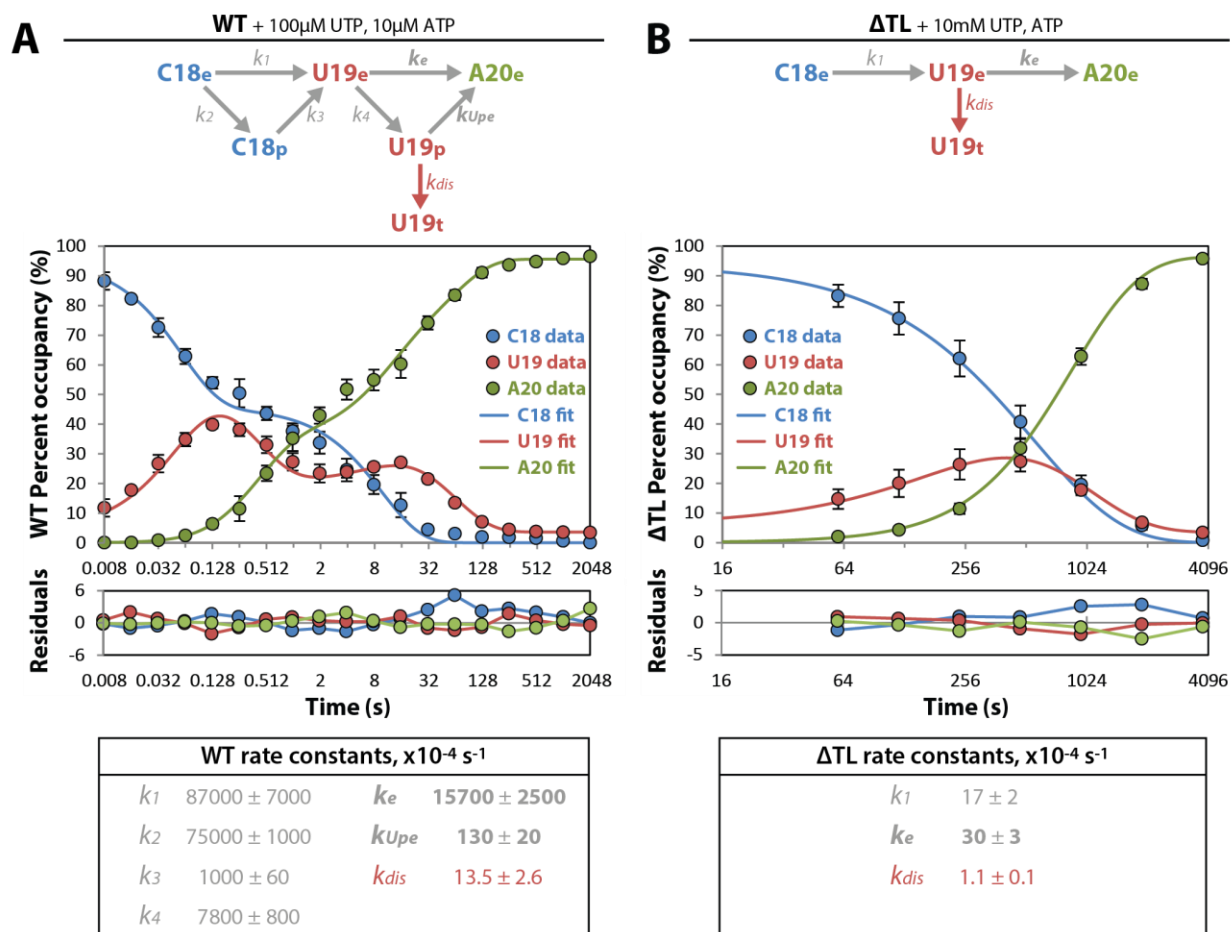 A
WT + 100μM UTP, 10μM ATP
C18e k1 U19e ke A20e
k2 k3 k4 kUpe
C18p U19p
kdis
U19t
WT Percent occupancy (%)
100
90
80
70
60
50
40
30
20
10
0
C18 data
U19 data
A20 data
C18 fit
U19 fit
A20 fit
0.008 0.032 0.128 0.512 2 8 32 128 512 2048
Residuals
6
0
-6
0.008 0.032 0.128 0.512 2 8 32 128 512 2048
Time (s)
WT rate constants, x10-4 s-1
k1 87000 ± 7000 ke 15700 ± 2500
k2 75000 ± 1000 kUpe 130 ± 20
k3 1000 ± 60 kdis 13.5 ± 2.6
k4 7800 ± 800
B
ΔTL + 10mM UTP, ATP
C18e k1 U19e ke A20e
kdis
U19t
ΔTL Percent occupancy (%)
100
90
80
70
60
50
40
30
20
10
0
C18 data
U19 data
A20 data
C18 fit
U19 fit
A20 fit
16 64 256 1024 4096
Residuals
5
0
-5
16 64 256 1024 4096
Time (s)
ΔTL rate constants, x10-4 s-1
k1 17 ± 2
ke 30 ± 3
kdis 1.1 ± 0.1